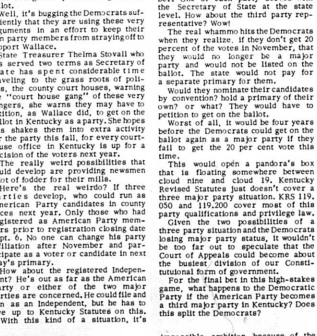 lot.
Well, it's bugging the Democrats suf-
iently that they are using these very
guments in an effort to keep their
n party members from straying off to
pport Wallace.
State Treasurer Thelma Stovall who
s served two terms as Secretary of
ate has spent considerable time
aveling to the grass roots of poli-
s, the county court houses, warning
e "court house gang" if these very
ngers, she warns they may have to
tition, as Wallace did, to get on the
llot in Kentucky as a party. She hopes
s shakes them into extra activity
r the party this fall, for every court-
use office in Kentucky is up for a
cision of the voters next year.
The really weird possibilities that
uld develop are providing newsmen
ot of fodder for their mills.
Here's the real weirdo? If three
arties develop, who could run as
merican Party candidates in county
ces next year. Only those who had
gistered as American Party mem-
rs prior to registration closing date
pt. 6. No one can change his party
filiation after November and par-
cipate as a voter or candidate in next
ay's primary.
How about the registered Indepen-
nt? He's out as far as the American
rty or either of the two major
rties are concerned. He could file and
n as an Independent, but he has to
ve up to Kentucky Statutes on this.
With this kind of a situation, it's
the Secretary of State at the state
level. How about the third party rep-
resentative? Wow!
The real whammo hits the Democrats
when they realize, if they don't get 20
percent of the votes in November, that
they would no longer be a major
party and would not be listed on the
ballot. The state would not pay for
a separate primary for them.
Would they nominate their candidates
by convention? hold a primary of their
own? or what? They would have to
petition to get on the ballot.
Worst of all, it would be four years
before the Democrats could get on the
ballot again as a major party if they
fail to get the 20 per cent vote this
time.
This would open a pandora's box
that is floating somewhere between
cloud nine and cloud 19. Kentucky
Revised Statutes just doesn't cover a
three major party situation. KRS 119.
050 and 119.200 cover most of this
party qualifications and privilege law.
Given the two possibilities of a
three party situation and the Democrats
losing major party status, it wouldn't
be too far out to speculate that the
Court of Appeals could become about
the busiest division of our Consti-
tutional form of government.
For the final bet in this high-stakes
game, what happens to the Democratic
Party if the American Party becomes
a third major party in Kentucky? Does
this split the Democrats?